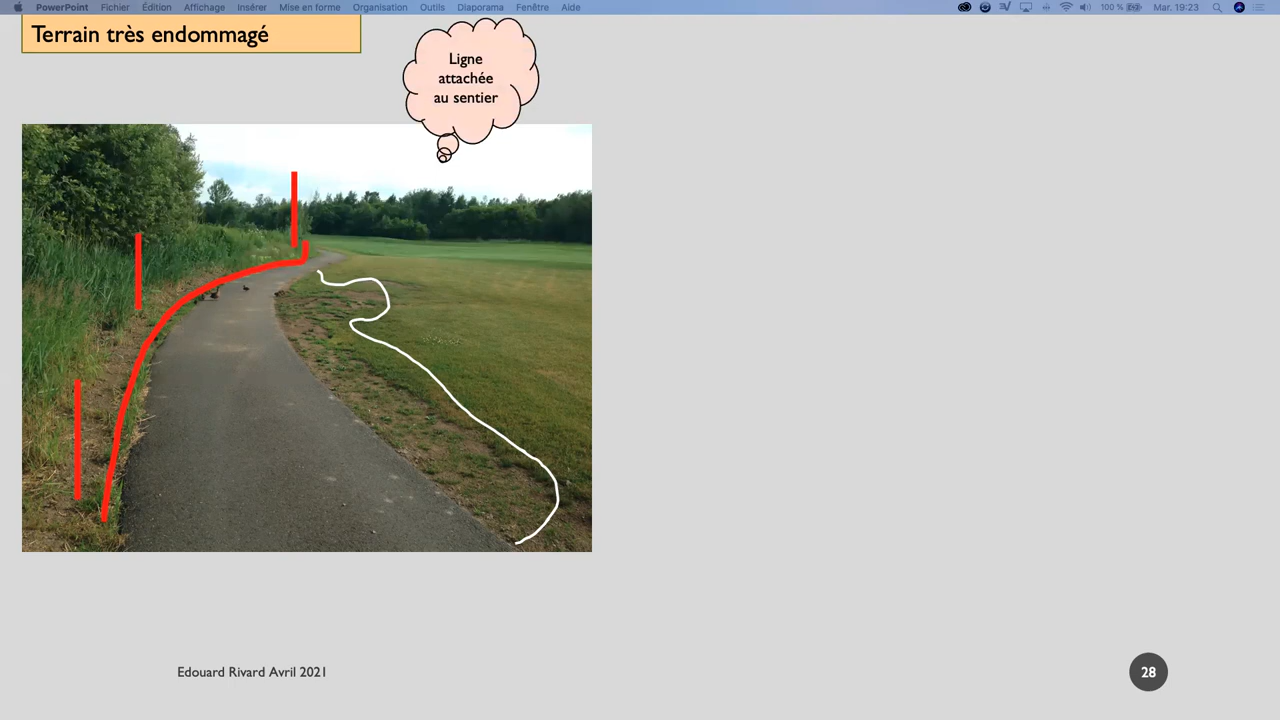 PowerPoint Fichier Édition Affichage Insérer Mise en forme Organisation Outils Diaporama Fenêtre Aide 100 % Mar. 19:23
Terrain très endommagé
Ligne
attachée
au sentier
Edouard Rivard Avril 2021
28